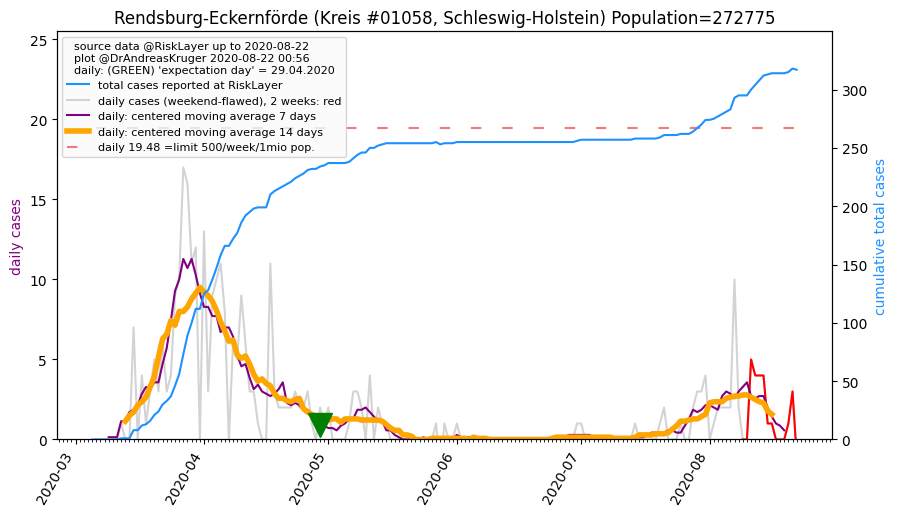 Rendsburg-Eckernförde (Kreis #01058, Schleswig-Holstein) Population=272775
source data @RiskLayer up to 2020-08-22
plot @DrAndreasKruger 2020-08-22 00:56
daily: (GREEN) 'expectation day' = 29.04.2020
total cases reported at RiskLayer
daily cases (weekend-flawed), 2 weeks: red
daily: centered moving average 7 days
daily: centered moving average 14 days
daily 19.48 =limit 500/week/1mio pop.
daily cases
25
20
15
10
5
0
cumulative total cases
300
250
200
150
100
50
0
2020-03
2020-04
2020-05
2020-06
2020-07
2020-08